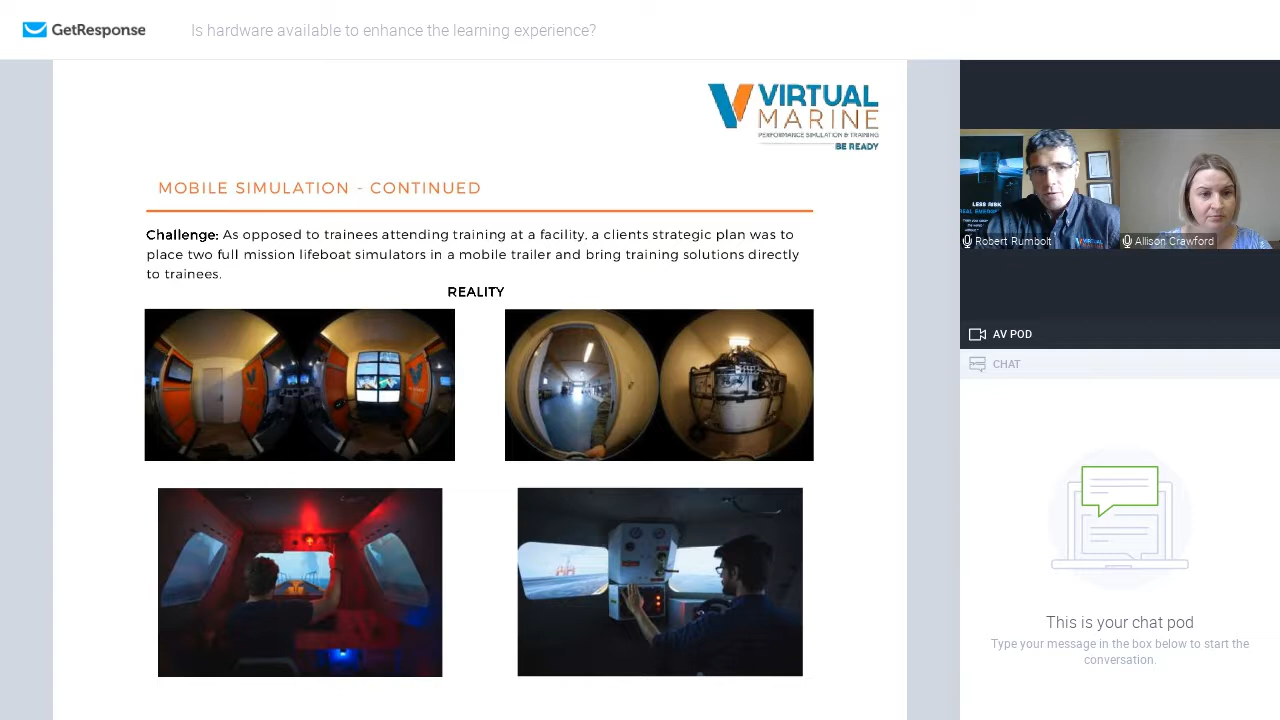 GetResponse
Is hardware available to enhance the learning experience?
VIRTUAL
MARINE
PERFORMANCE SIMULATION & TRAINING
BE READY
MOBILE SIMULATION - CONTINUED
Challenge: As opposed to trainees attending training at a facility, a clients strategic plan was to
place two full mission lifeboat simulators in a mobile trailer and bring training solutions directly
to trainees.
REALITY
LESS RISK
Robert Rumbolt
Allison Crawford
AV POD
CHAT
This is your chat pod
Type your message in the box below to start the
conversation.